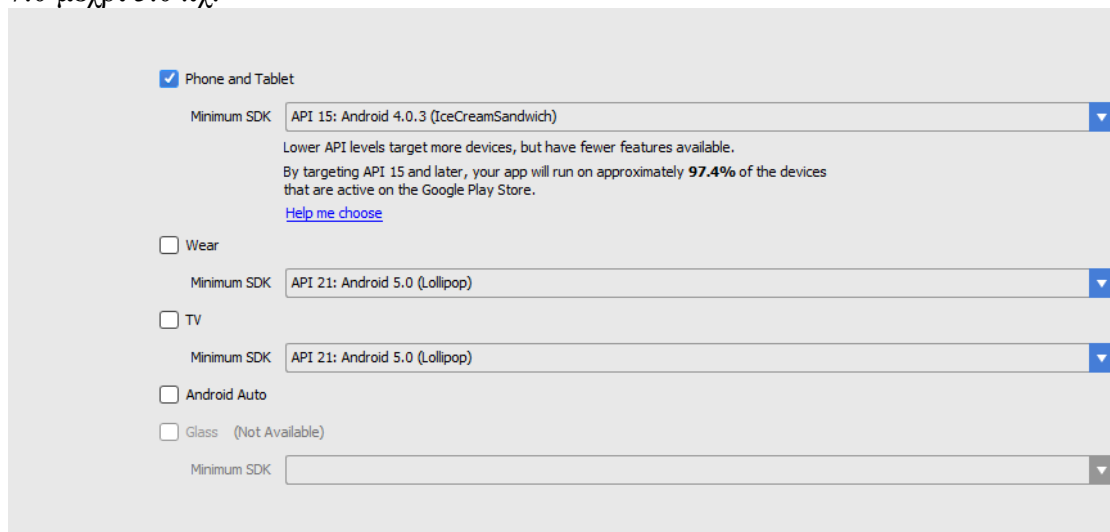 Phone and Tablet
Minimum SDK API 15: Android 4.0.3 (IceCreamSandwich)
Lower API levels target more devices, but have fewer features available.
By targeting API 15 and later, your app will run on approximately 97.4% of the devices
that are active on the Google Play Store.
Help me choose
Wear
Minimum SDK API 21: Android 5.0 (Lollipop)
TV
Minimum SDK API 21: Android 5.0 (Lollipop)
Android Auto
Glass (Not Available)
Minimum SDK